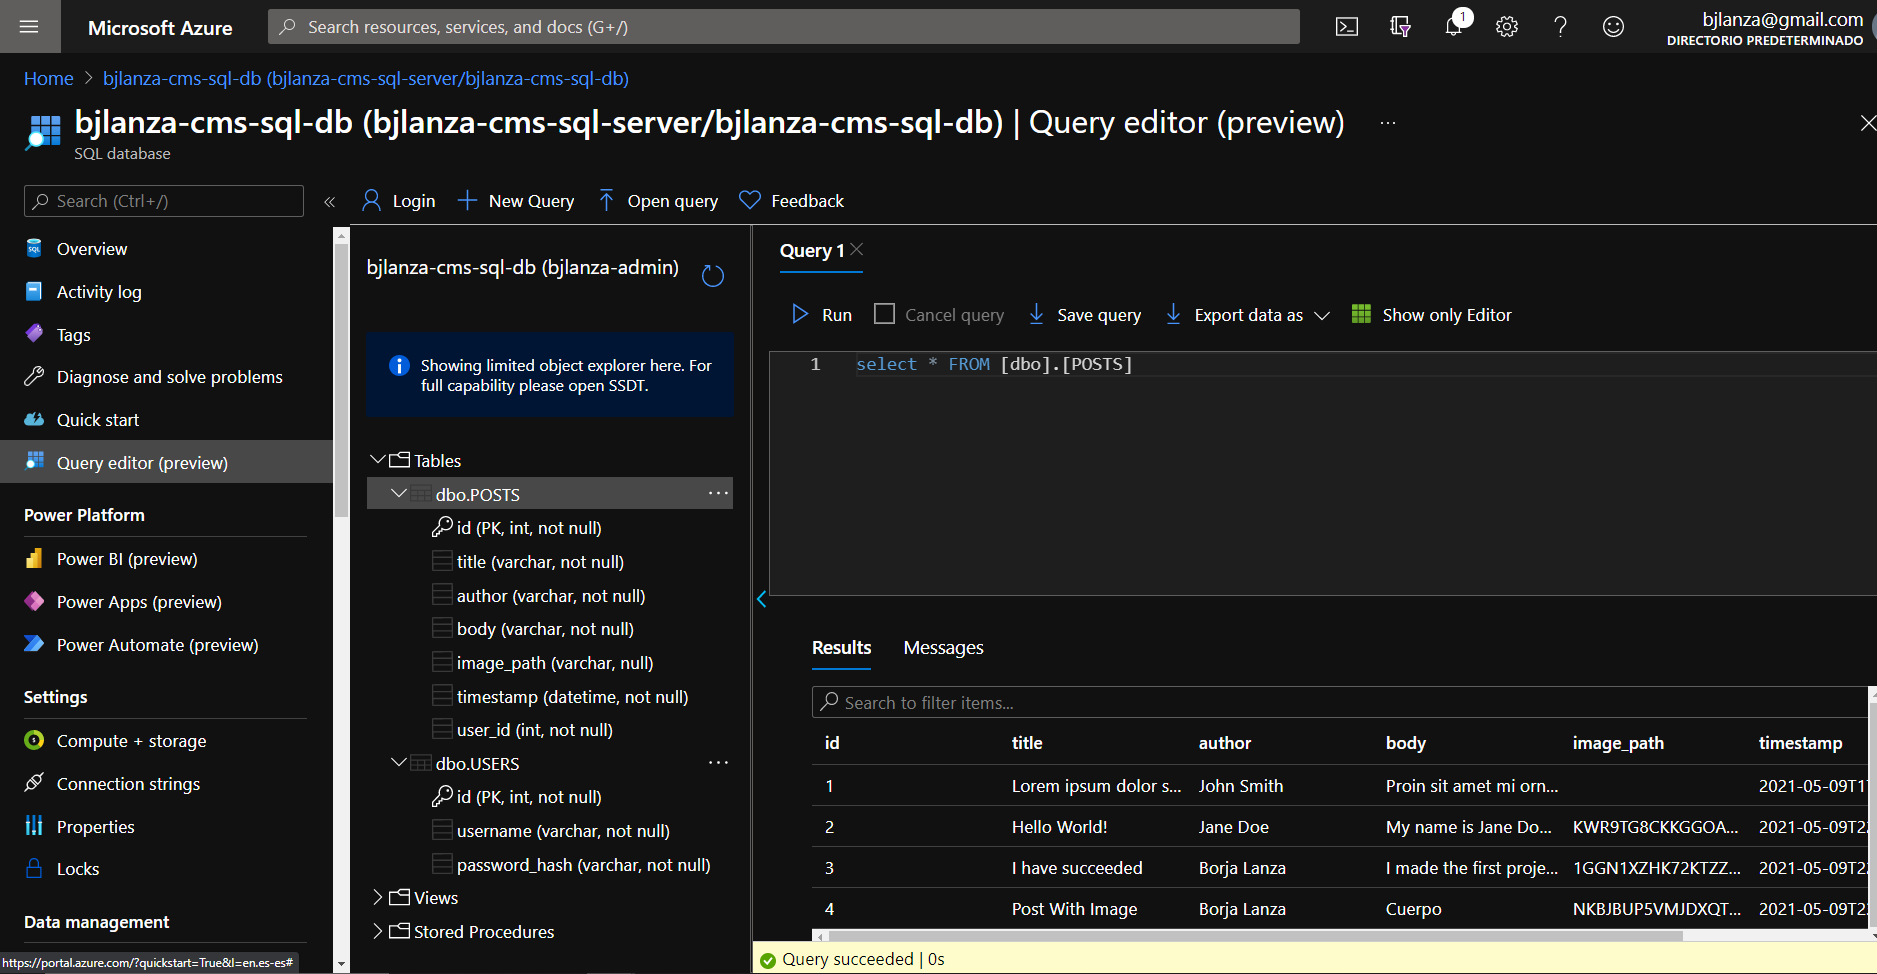 Microsoft Azure
Search resources, services, and docs (G+/)
1
bjlanza@gmail.com
DIRECTORIO PREDETERMINADO
Home > bjlanza-cms-sql-db (bjlanza-cms-sql-server/bjlanza-cms-sql-db)
bjlanza-cms-sql-db (bjlanza-cms-sql-server/bjlanza-cms-sql-db) | Query editor (preview) ...
SQL database
Search (Ctrl+/)
«
Login
New Query
Open query
Feedback
Overview
Activity log
Tags
Diagnose and solve problems
Quick start
Query editor (preview)
Power Platform
Power BI (preview)
Power Apps (preview)
Power Automate (preview)
Settings
Compute + storage
Connection strings
Properties
Locks
Data management
https://portal.azure.com/?quickstart=True&l=en.es-es#
bjlanza-cms-sql-db (bjlanza-admin)
Showing limited object explorer here. For
full capability please open SSDT.
Tables
dbo.POSTS ...
id (PK, int, not null)
title (varchar, not null)
author (varchar, not null)
body (varchar, not null)
image_path (varchar, null)
timestamp (datetime, not null)
user_id (int, not null)
dbo.USERS ...
id (PK, int, not null)
username (varchar, not null)
password_hash (varchar, not null)
Views
Stored Procedures
Query 1
Run
Cancel query
Save query
Export data as
Show only Editor
1 select * FROM [dbo].[POSTS]
Results Messages
Search to filter items...
id title author body image_path timestamp
1 Lorem ipsum dolor s... John Smith Proin sit amet mi orn... 2021-05-09T17
2 Hello World! Jane Doe My name is Jane Do... KWR9TG8CKKGGOA... 2021-05-09T22
3 I have succeeded Borja Lanza I made the first proje... 1GGN1XZHK72KTZZ... 2021-05-09T22
4 Post With Image Borja Lanza Cuerpo NKBJBUP5VMJDXQT... 2021-05-09T22
Query succeeded | 0s